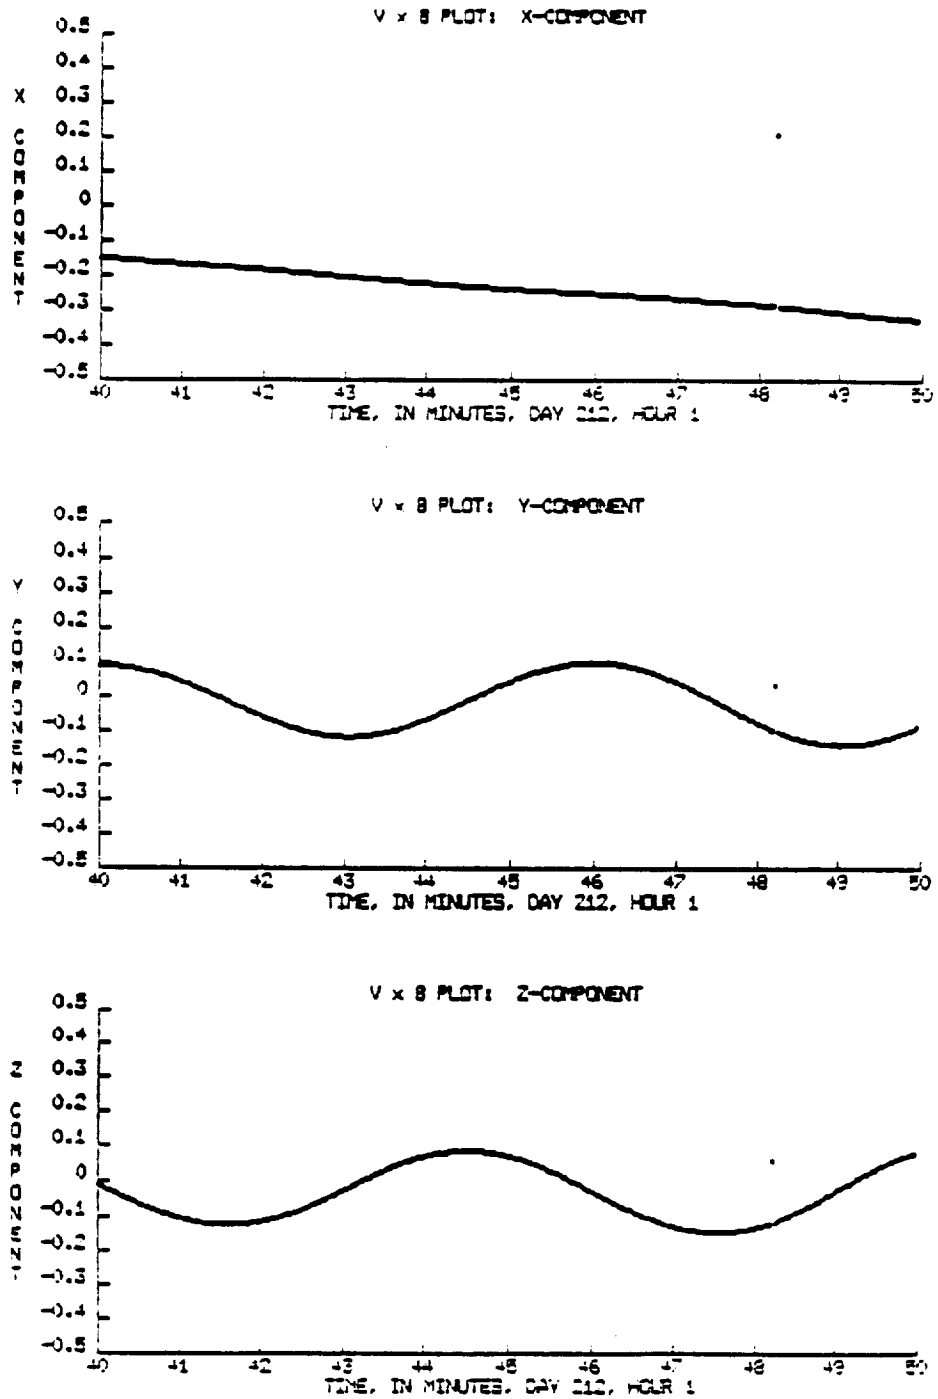 V x B PLOT: X-COMPONENT
X COMPONENT
0.5
0.4
0.3
0.2
0.1
0
-0.1
-0.2
-0.3
-0.4
-0.5
40 41 42 43 44 45 46 47 48 49 50
TIME, IN MINUTES, DAY 212, HOUR 1
V x B PLOT: Y-COMPONENT
Y COMPONENT
0.5
0.4
0.3
0.2
0.1
0
-0.1
-0.2
-0.3
-0.4
-0.5
40 41 42 43 44 45 46 47 48 49 50
TIME, IN MINUTES, DAY 212, HOUR 1
V x B PLOT: Z-COMPONENT
Z COMPONENT
0.5
0.4
0.3
0.2
0.1
0
-0.1
-0.2
-0.3
-0.4
-0.5
40 41 42 43 44 45 46 47 48 49 50
TIME, IN MINUTES, DAY 212, HOUR 1